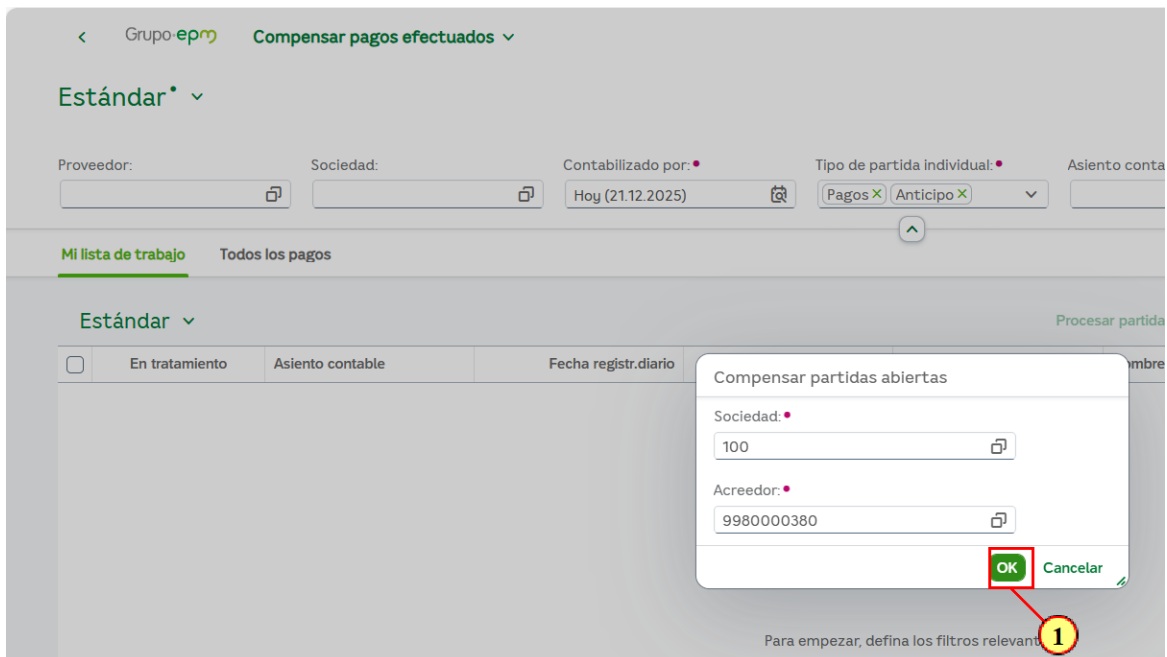 Grupo·epm Compensar pagos efectuados
Estándar
Proveedor: Sociedad: Contabilizado por: Tipo de partida individual:
Hoy (21.12.2025) Pagos Anticipo
Mi lista de trabajo Todos los pagos
Estándar Procesar
En tratamiento Asiento contable Fecha registr.diario
Compensar partidas abiertas
Sociedad:
100
Acreedor:
9980000380
OK Cancelar
Para empezar, defina los filtros
1